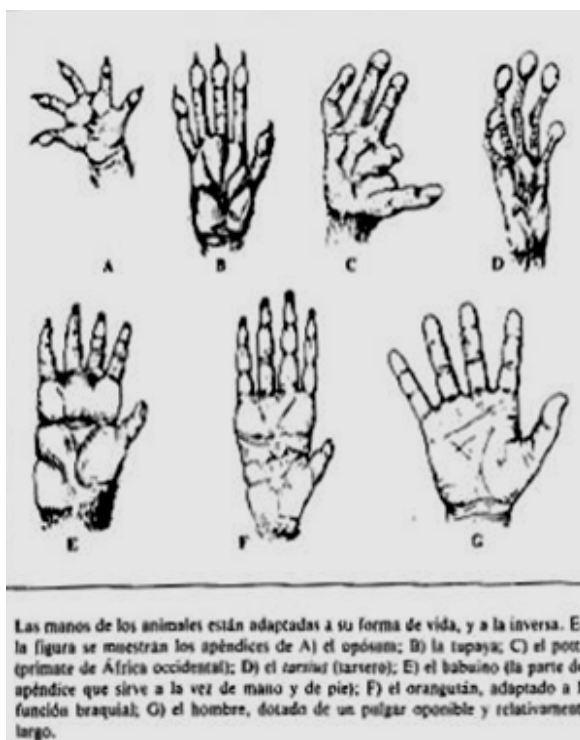 A
B
C
D
E
F
G
Las manos de los animales están adaptadas a su forma de vida, y a la inversa. E
la figura se muestran los apéndices de A) el opósum; B) la tupaya; C) el pott
(primate de África occidental); D) el tarsius (tarsero); E) el babuino (la parte de
apéndice que sirve a la vez de mano y de pie); F) el orangután, adaptado a l
función braquial; G) el hombre, dotado de un pulgar oponible y relativament
largo.